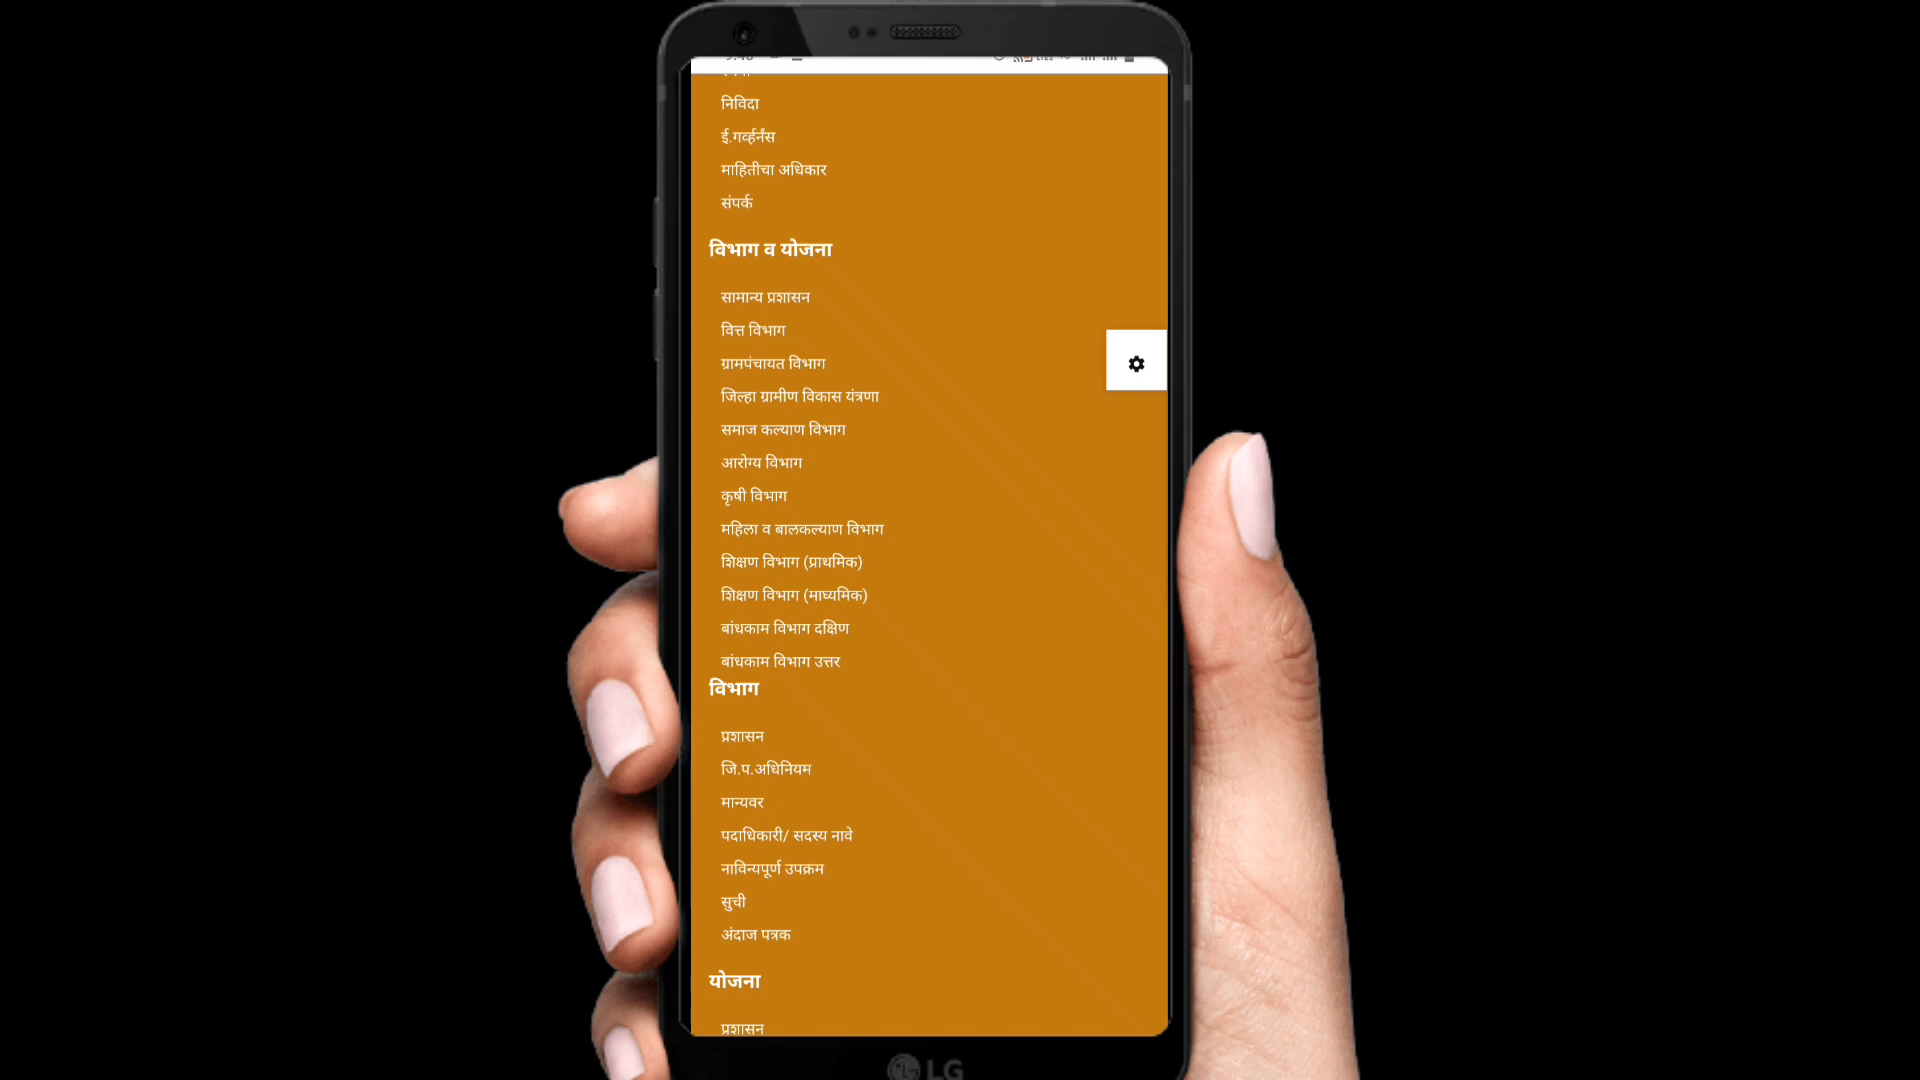 निविदा
ई.गर्व्हर्नंस
माहितीचा अधिकार
संपर्क
विभाग व योजना
सामान्य प्रशासन
वित्त विभाग
ग्रामपंचायत विभाग
जिल्हा ग्रामीण विकास यंत्रणा
समाज कल्याण विभाग
आरोग्य विभाग
कृषी विभाग
महिला व बालकल्याण विभाग
शिक्षण विभाग (प्राथमिक)
शिक्षण विभाग (माघ्यमिक)
बांधकाम विभाग दक्षिण
बांधकाम विभाग उत्तर
विभाग
प्रशासन
जि.प.अधिनियम
मान्यवर
पदाधिकारी/ सदस्य नावे
नाविन्यपूर्ण उपक्रम
सुची
अंदाज पत्रक
योजना
प्रशासन
LG